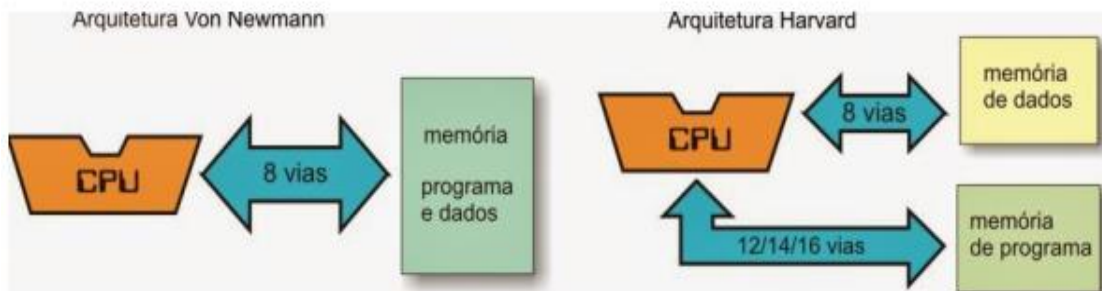 Arquitetura Von Newmann
CPU
8 vias
memória
programa
e dados
Arquitetura Harvard
CPU
8 vias
memória
de dados
12/14/16 vias
memória
de programa